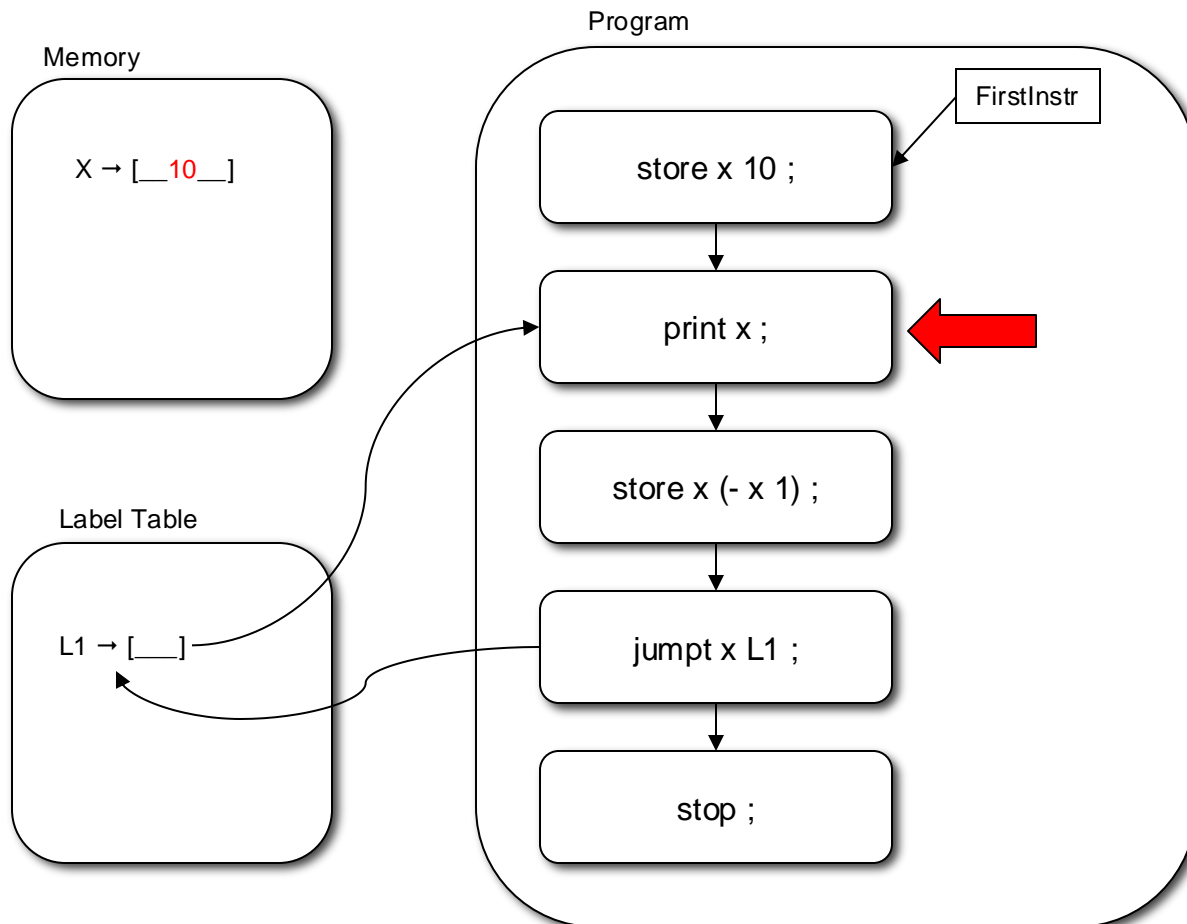 Program
Memory
FirstInstr
X → [__10__]
store x 10 ;
print x ;
store x (- x 1) ;
Label Table
L1 → [___]
jumpt x L1 ;
stop ;